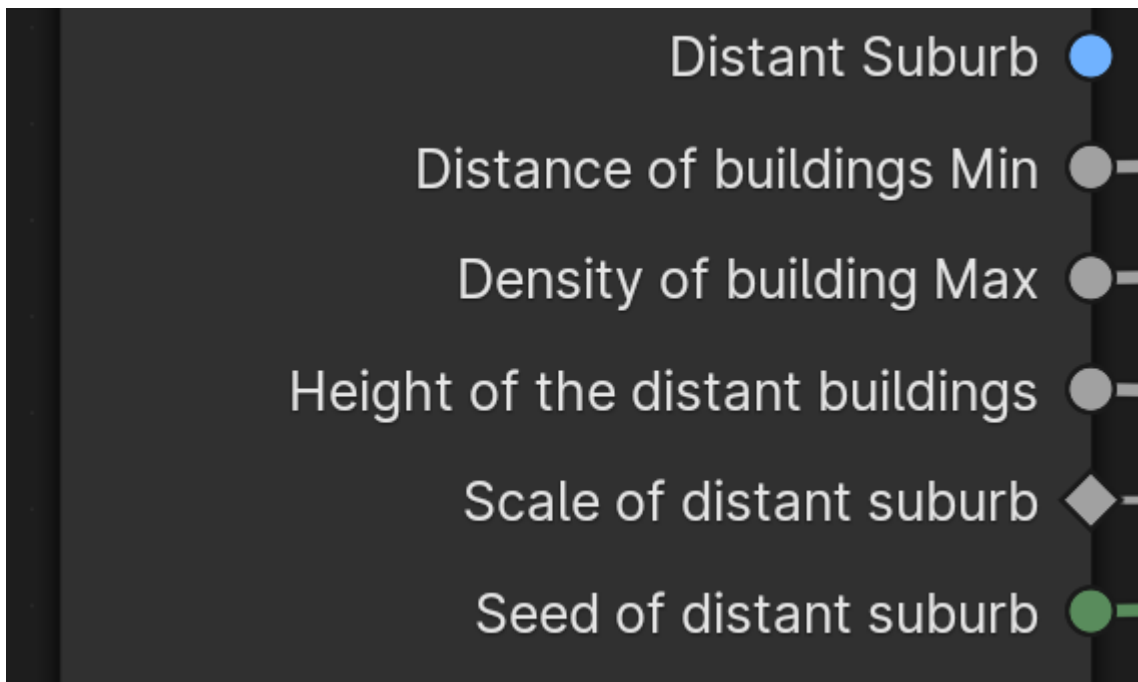 Distant Suburb
Distance of buildings Min
Density of building Max
Height of the distant buildings
Scale of distant suburb
Seed of distant suburb